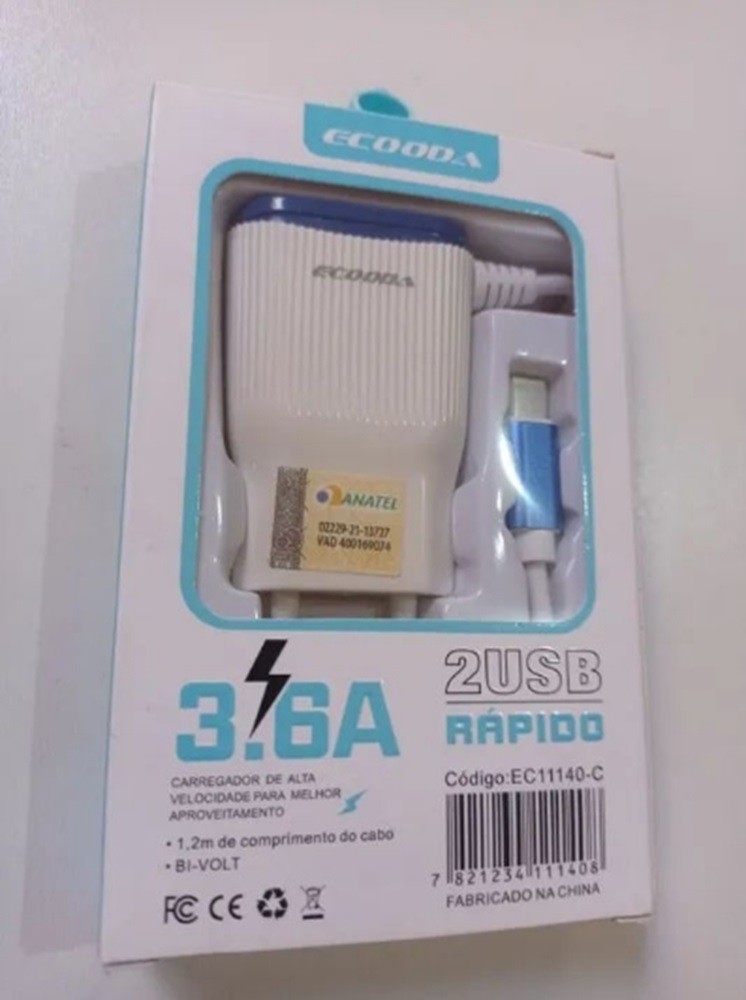 ECOODA
ECOODA
ANATEL
02229-21-13737
VAD 400169074
3.6A
CARREGADOR DE ALTA
VELOCIDADE PARA MELHOR
APROVEITAMENTO
• 1,2m de comprimento do cabo
• BI-VOLT
FC CE
2USB
RÁPIDO
Código:EC11140-C
7 821234 111408
FABRICADO NA CHINA